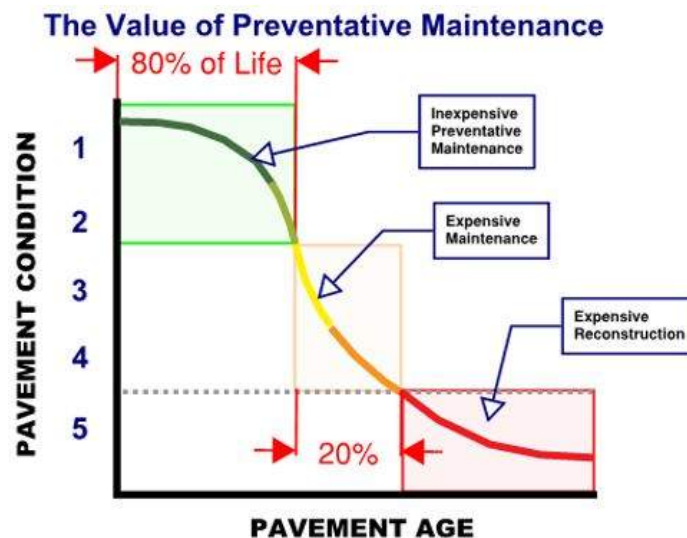 The Value of Preventative Maintenance
80% of Life
PAVEMENT CONDITION
1
2
3
4
5
Inexpensive
Preventative
Maintenance
Expensive
Maintenance
Expensive
Reconstruction
20%
PAVEMENT AGE